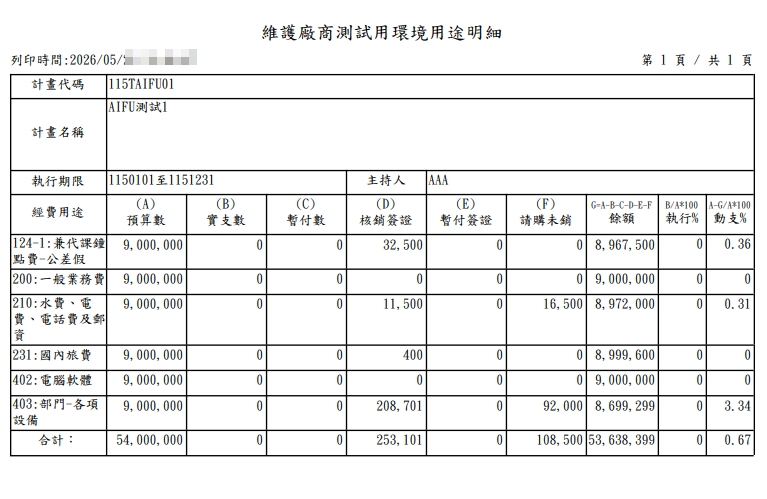 維護廠商測試用環境用途明細
列印時間:2026/05/
第 1 頁 / 共 1 頁
計畫代碼 115TAIFU01
計畫名稱 AIFU測試1
執行期限 1150101至1151231 主持人 AAA
經費用途 (A) 預算數 (B) 實支數 (C) 暫付數 (D) 核銷簽證 (E) 暫付簽證 (F) 請購未銷 G=A-B-C-D-E-F 餘額 B/A*100 執行% A-G/A*100 動支%
124-1:兼代課鐘點費-公差假 9,000,000 0 0 32,500 0 0 8,967,500 0 0.36
200:一般業務費 9,000,000 0 0 0 0 0 9,000,000 0 0
210:水費、電費、電話費及郵資 9,000,000 0 0 11,500 0 16,500 8,972,000 0 0.31
231:國內旅費 9,000,000 0 0 400 0 0 8,999,600 0 0
402:電腦軟體 9,000,000 0 0 0 0 0 9,000,000 0 0
403:部門-各項設備 9,000,000 0 0 208,701 0 92,000 8,699,299 0 3.34
合計： 54,000,000 0 0 253,101 0 108,500 53,638,399 0 0.67